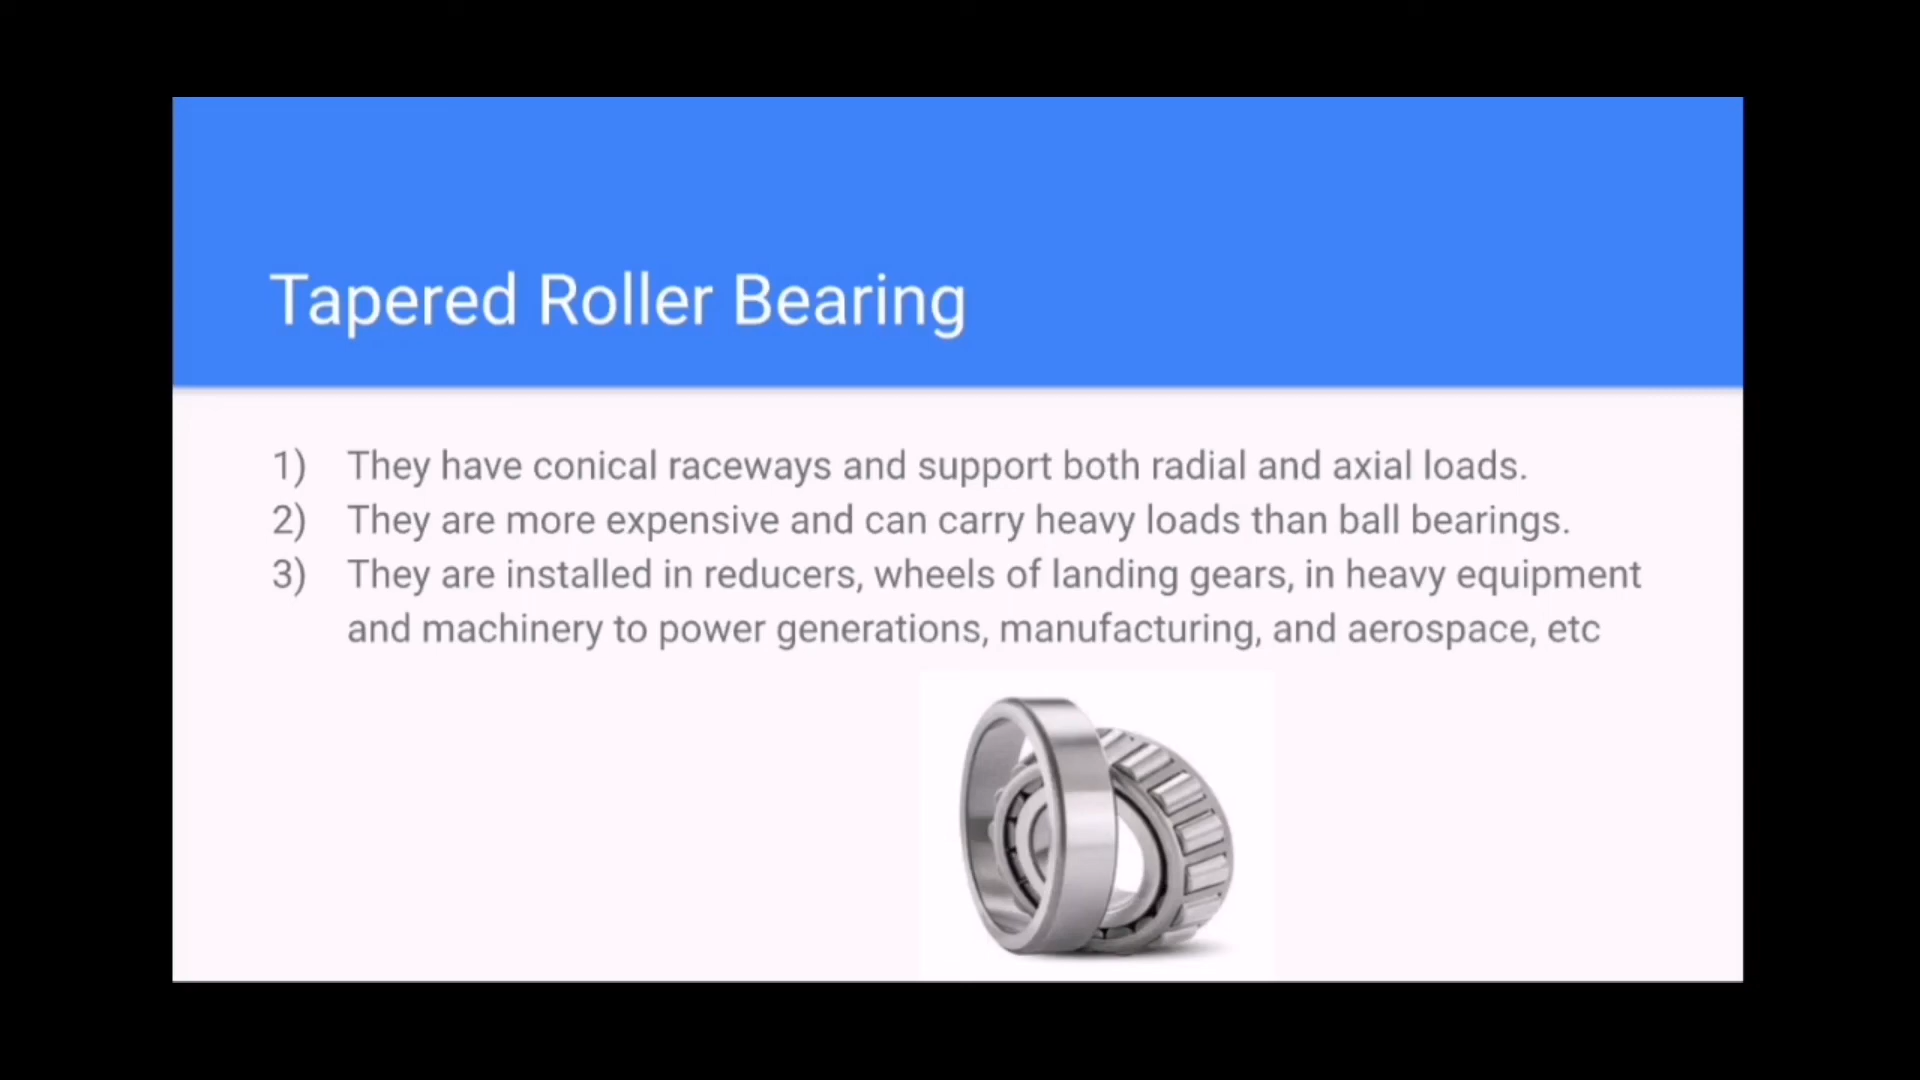 Tapered Roller Bearing
1) They have conical raceways and support both radial and axial loads.
2) They are more expensive and can carry heavy loads than ball bearings.
3) They are installed in reducers, wheels of landing gears, in heavy equipment
and machinery to power generations, manufacturing, and aerospace, etc